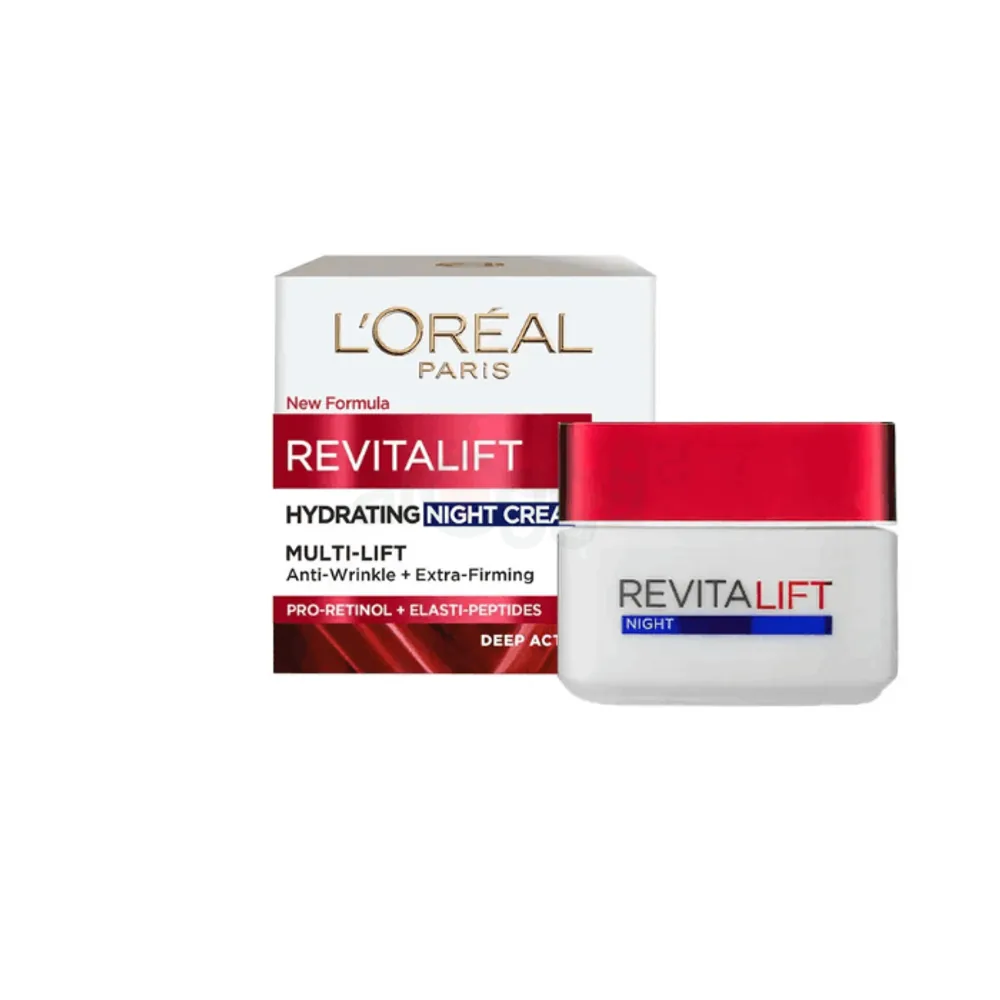 L'ORÉAL
PARIS
New Formula
REVITALIFT
HYDRATING NIGHT CREA
MULTI-LIFT
Anti-Wrinkle + Extra-Firming
PRO-RETINOL + ELASTI-PEPTIDES
DEEP ACT
REVITALIFT
NIGHT